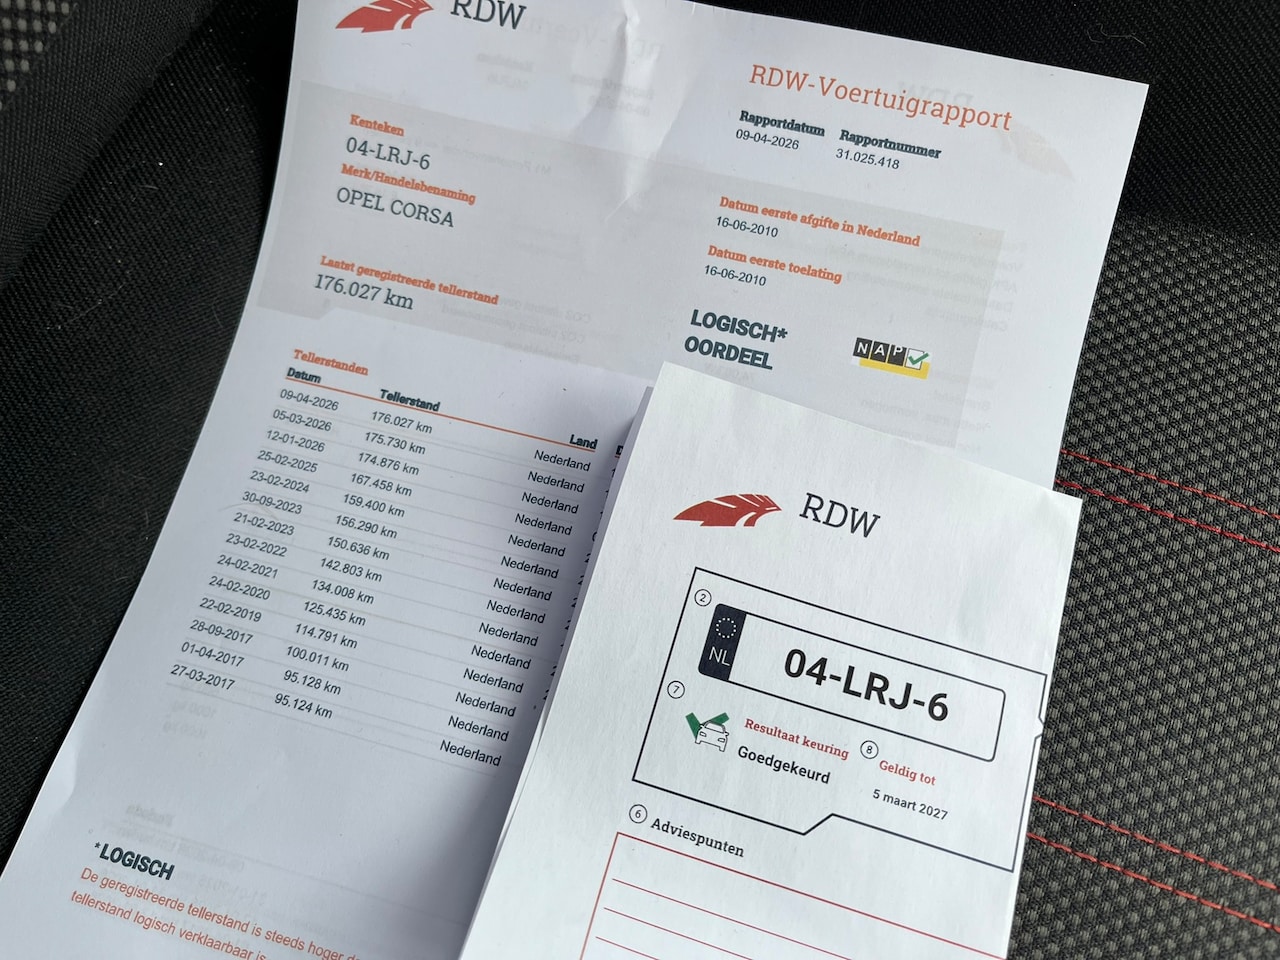 RDW
RDW-Voertuigrapport
Rapportdatum Rapportnummer
09-04-2026 31.025.418
Kenteken
04-LRJ-6
Merk/Handelsbenaming
OPEL CORSA
Laatst geregistreerde tellerstand
176.027 km
Datum eerste afgifte in Nederland
16-06-2010
Datum eerste toelating
16-06-2010
LOGISCH*
OORDEEL
NAP
Tellerstanden
Datum Tellerstand Land
09-04-2026 176.027 km Nederland
05-03-2026 175.730 km Nederland
12-01-2026 174.876 km Nederland
25-02-2025 167.458 km Nederland
23-02-2024 159.400 km Nederland
30-09-2023 156.290 km Nederland
21-02-2023 150.636 km Nederland
23-02-2022 142.803 km Nederland
24-02-2021 134.008 km Nederland
24-02-2020 125.435 km Nederland
22-02-2019 114.791 km Nederland
28-09-2017 100.011 km Nederland
01-04-2017 95.128 km Nederland
27-03-2017 95.124 km Nederland
*LOGISCH
De geregistreerde tellerstand is steeds hoger
tellerstand logisch verklaarbaar is
RDW
2
NL
04-LRJ-6
7
Resultaat keuring
Goedgekeurd
8
Geldig tot
5 maart 2027
6 Adviespunten